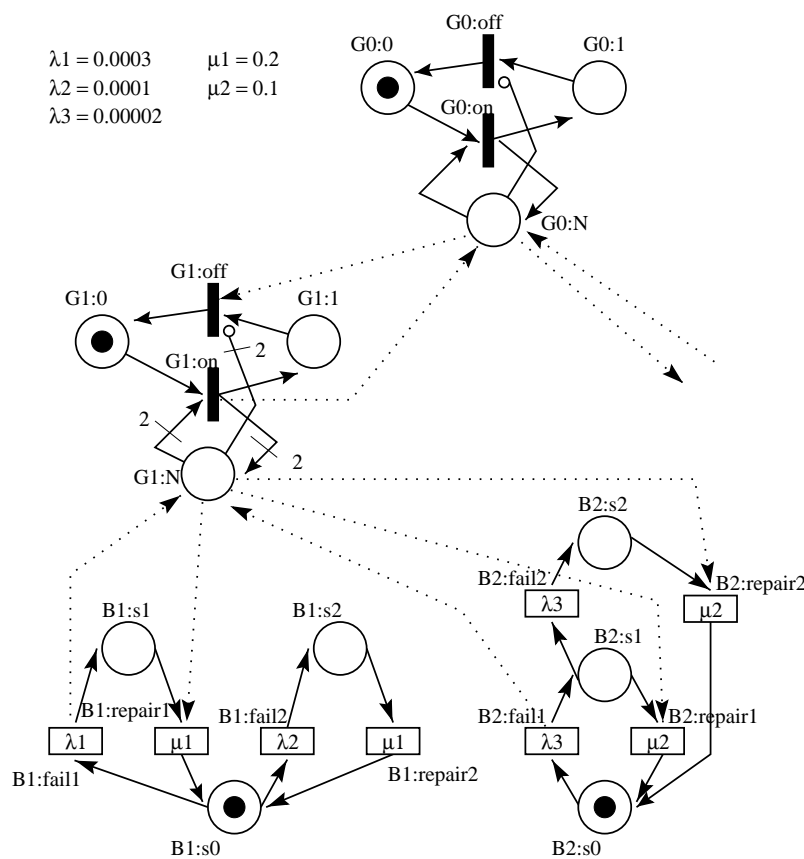 G0:off
G0:0
G0:1
λ1 = 0.0003 μ1 = 0.2
λ2 = 0.0001 μ2 = 0.1
λ3 = 0.00002
G0:on
G0:N
G1:off
G1:0
G1:1
G1:on
2
2
2
G1:N
B2:s2
B2:fail2
B2:repair2
λ3
μ2
B1:s1
B1:s2
B2:s1
B1:repair1
B1:fail2
B2:fail1
B2:repair1
λ1
μ1
λ2
μ1
λ3
μ2
B1:fail1
B1:repair2
B1:s0
B2:s0